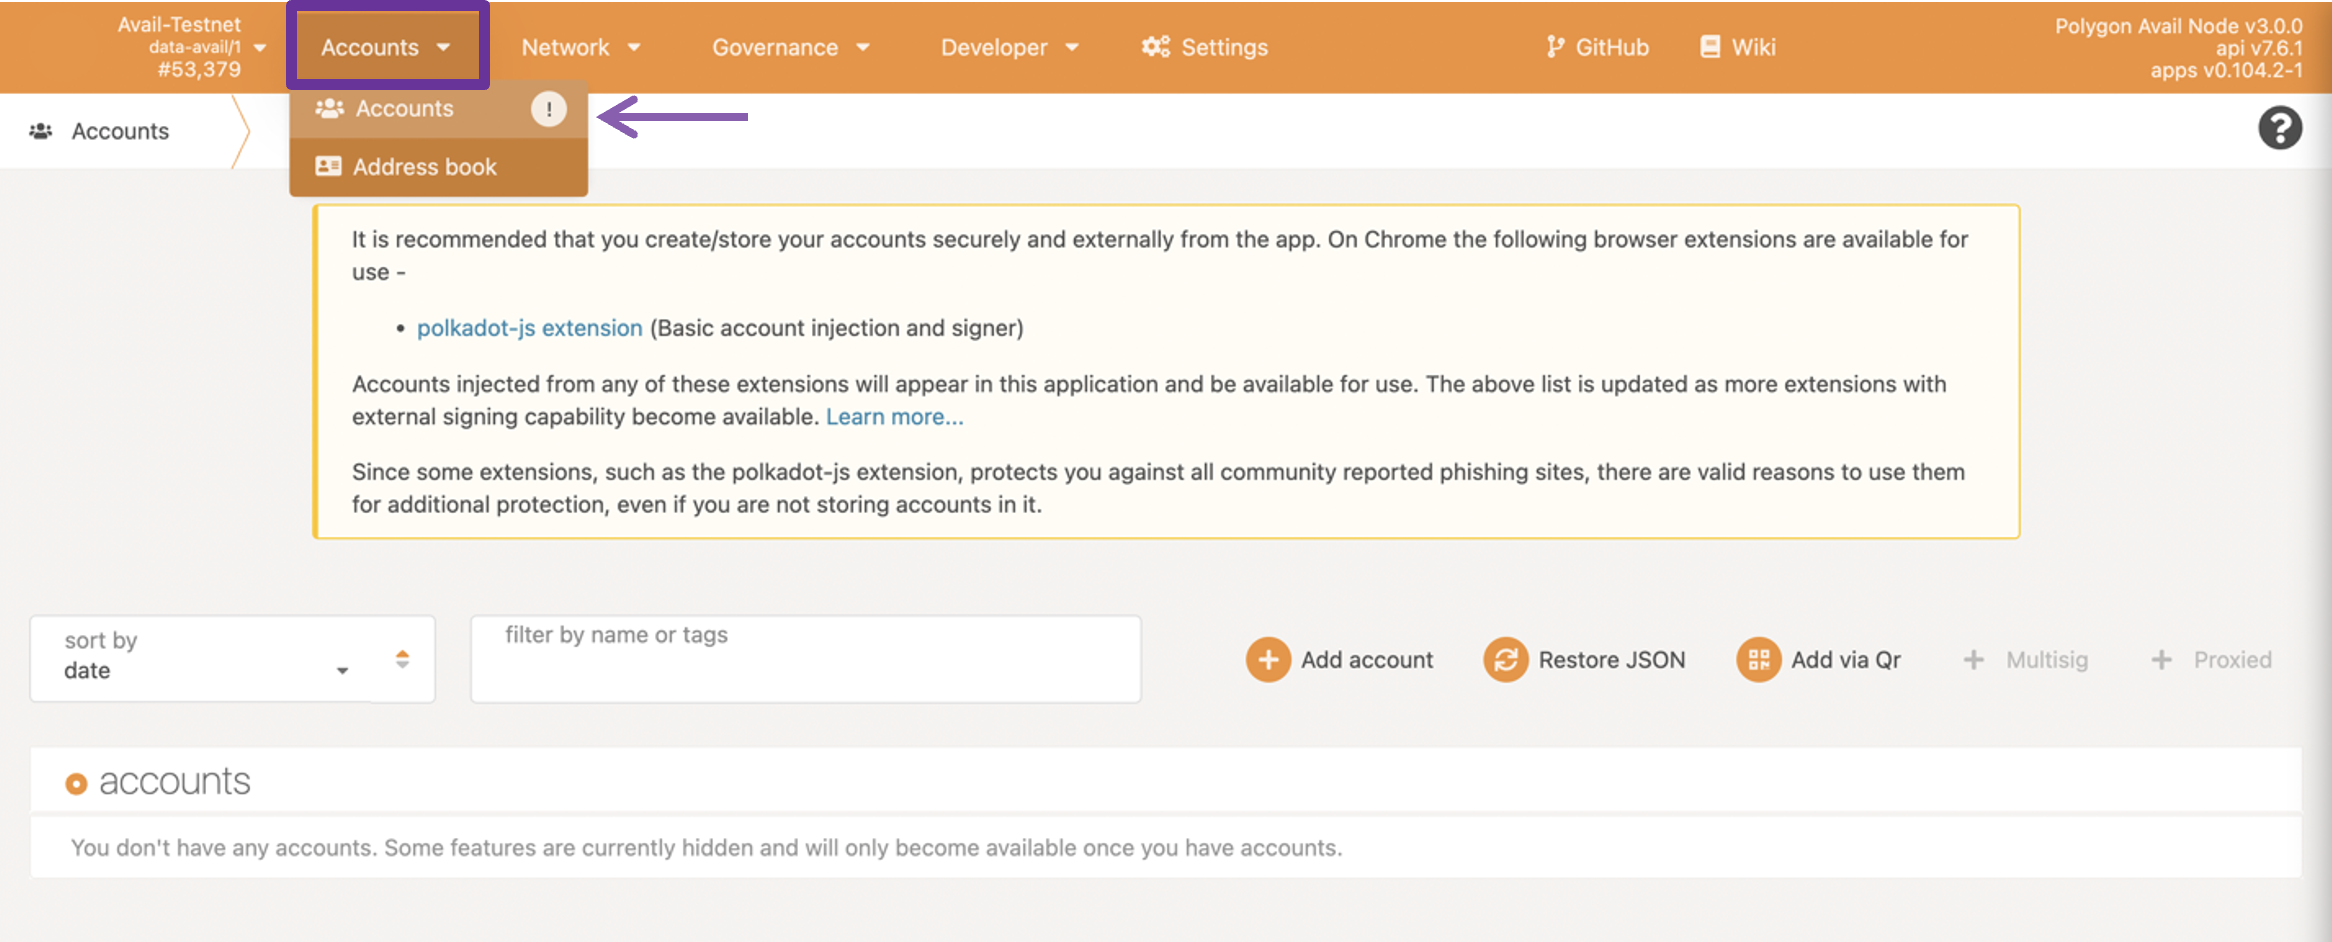 Avail-Testnet
data-avail/1
#53,379
Accounts
Network
Governance
Developer
Settings
GitHub
Wiki
Polygon Avail Node v3.0.0
api v7.6.1
apps v0.104.2-1
Accounts
Accounts !
Address book
?
It is recommended that you create/store your accounts securely and externally from the app. On Chrome the following browser extensions are available for
use -
• polkadot-js extension (Basic account injection and signer)
Accounts injected from any of these extensions will appear in this application and be available for use. The above list is updated as more extensions with
external signing capability become available. Learn more...
Since some extensions, such as the polkadot-js extension, protects you against all community reported phishing sites, there are valid reasons to use them
for additional protection, even if you are not storing accounts in it.
sort by
date
filter by name or tags
Add account
Restore JSON
Add via Qr
+ Multisig
+ Proxied
accounts
You don't have any accounts. Some features are currently hidden and will only become available once you have accounts.